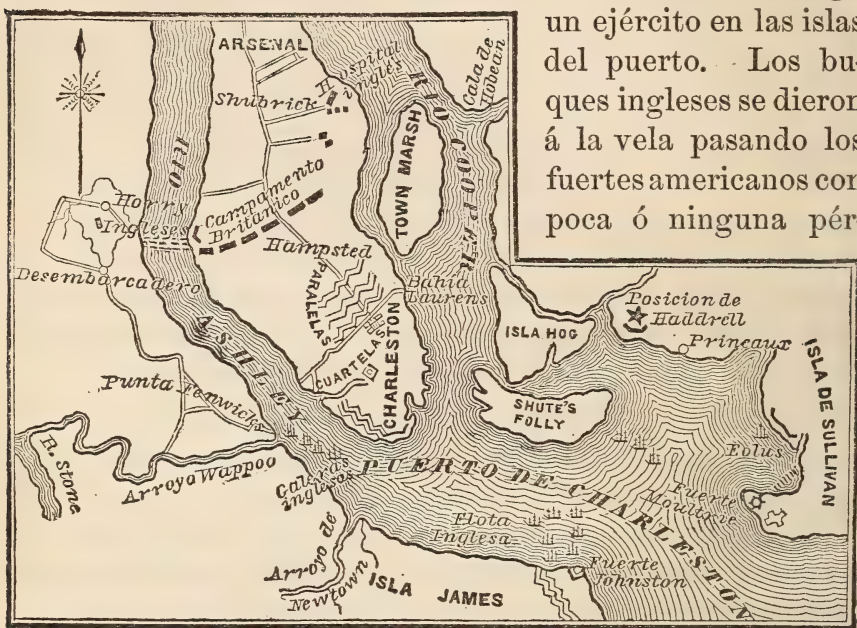 un ejército en las islas
del puerto. Los bu-
ques ingleses se dieron
á la vela pasando los
fuertes americanos con
poca ó ninguna pér-
ARSENAL
Hospital
inglés
Shubrick
Cala de
Hobean
RIO COOPER
TOWN MARSH
RIO ASHLEY
Horry
Ingleses
Campamento
Británico
Hampsted
Desembarcadero
PARALELAS
Bahía
Laurens
Posicion de
Haddrell
Princaux
ISLA HOG
ISLA DE SULLIVAN
CUARTELAS
CHARLESTON
SHUTE'S
FOLLY
Punta Fenwicks
Eolus
R. Stone
Arroyo Wappoo
Galeras
inglesas
PUERTO DE CHARLESTON
Fuerte
Moultrie
Flota
Inglesa
Fuerte
Johnston
Arroyo de
Newtown
ISLA JAMES